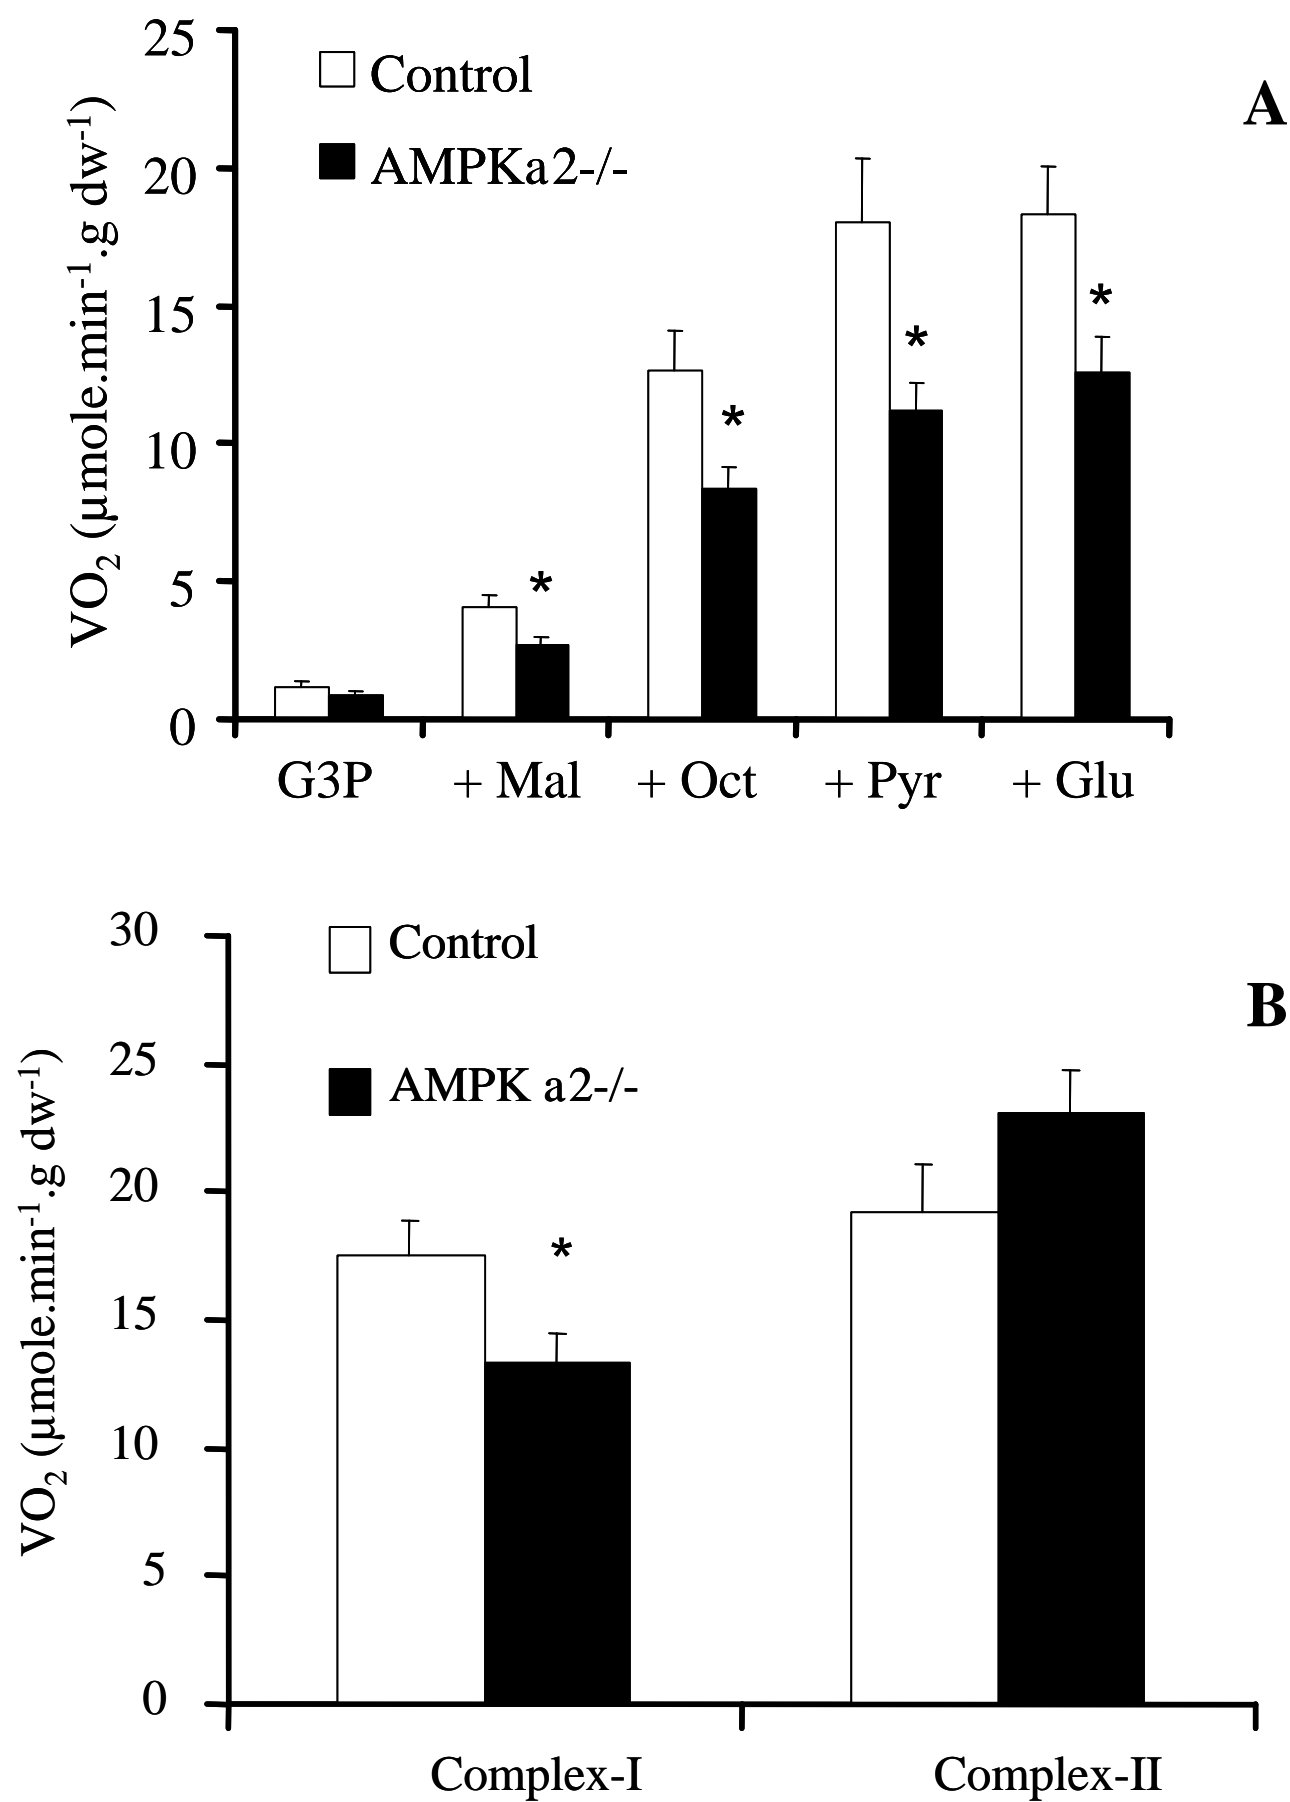 25
20
15
10
5
0
VO2 (µmole.min-1.g dw-1)
Control
AMPKa2-/-
A
*
*
*
*
G3P
+ Mal
+ Oct
+ Pyr
+ Glu
30
25
20
15
10
5
0
VO2 (µmole.min-1.g dw-1)
Control
AMPK a2-/-
B
*
Complex-I
Complex-II